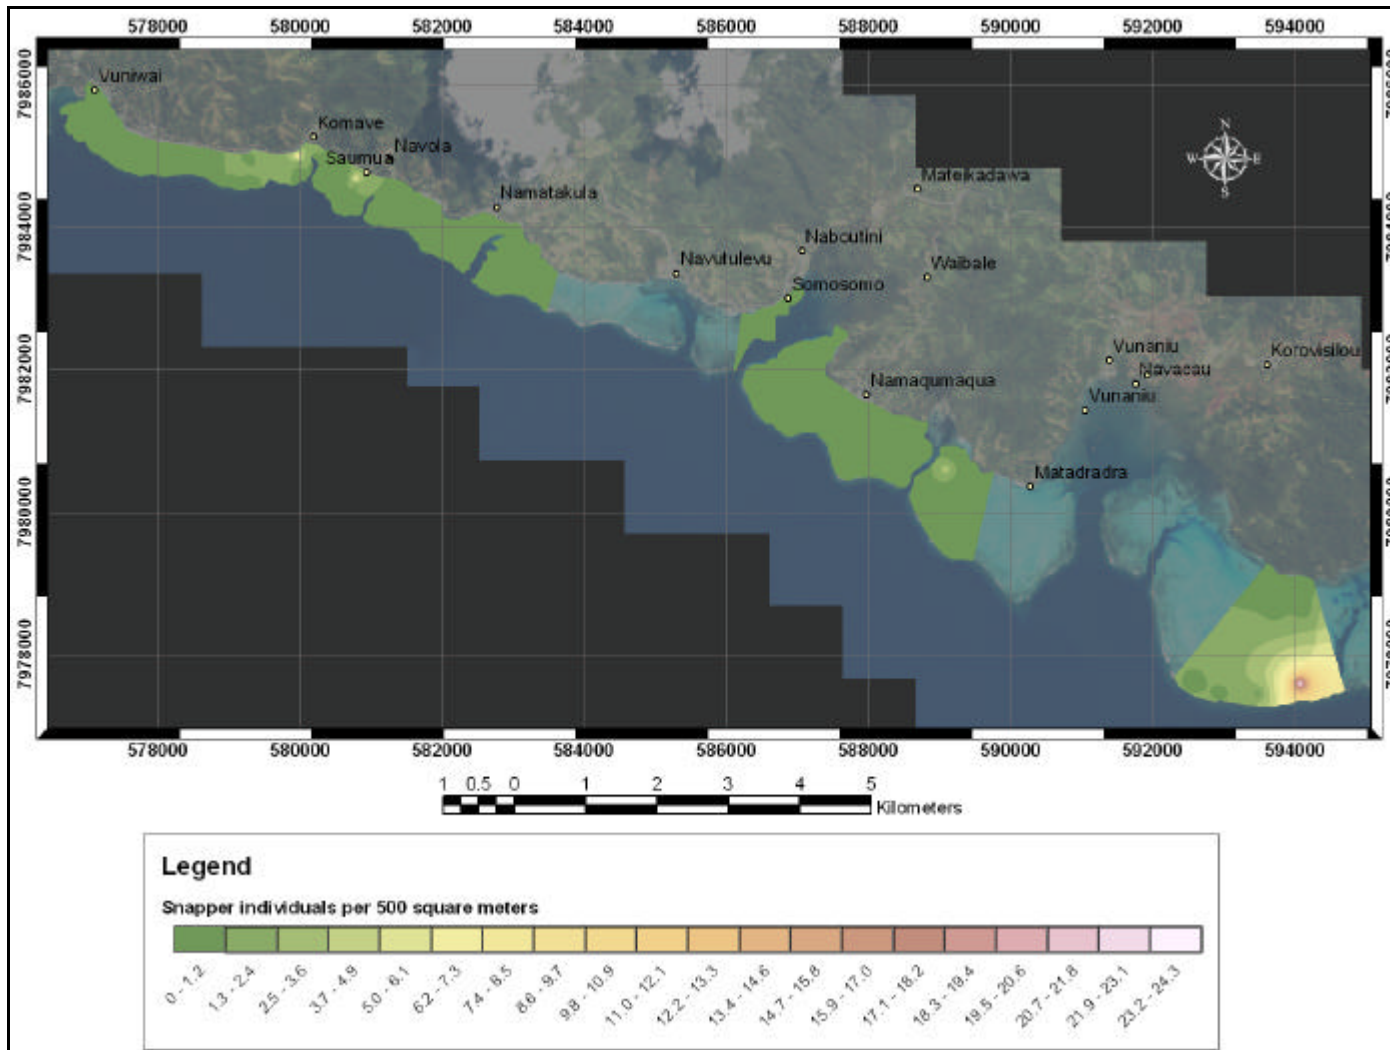 578000 580000 582000 584000 586000 588000 590000 592000 594000
7986000
7984000
7982000
7980000
7978000
Vuniwai
Komave
Navola
Saumua
Namatakula
Navutulevu
Naboutini
Somosomo
Mateikadawa
Waibale
Namaqumaqua
Vunaniu
Navacau
Vunaniu
Korovisilou
Matadradra
N
W E
S
578000 580000 582000 584000 586000 588000 590000 592000 594000
1 0.5 0 1 2 3 4 5
Kilometers
Legend
Snapper individuals per 500 square meters
0 - 1.2
1.3 - 2.4
2.5 - 3.6
3.7 - 4.9
5.0 - 6.1
6.2 - 7.3
7.4 - 8.5
8.6 - 9.7
9.8 - 10.9
11.0 - 12.1
12.2 - 13.3
13.4 - 14.6
14.7 - 15.8
15.9 - 17.0
17.1 - 18.2
18.3 - 19.4
19.5 - 20.6
20.7 - 21.8
21.9 - 23.1
23.2 - 24.3